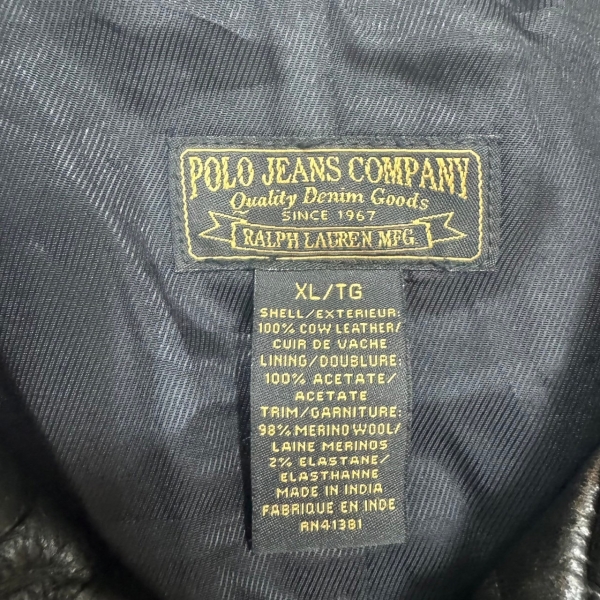 POLO JEANS COMPANY
Quality Denim Goods
SINCE 1967
RALPH LAUREN MFG.
XL/TG
SHELL/EXTERIEUR:
100% COW LEATHER/
CUIR DE VACHE
LINING/DOUBLURE:
100% ACETATE/
ACETATE
TRIM/GARNITURE:
98% MERINO WOOL/
LAINE MERINOS
2% ELASTANE/
ELASTHANNE
MADE IN INDIA
FABRIQUE EN INDE
RN41381